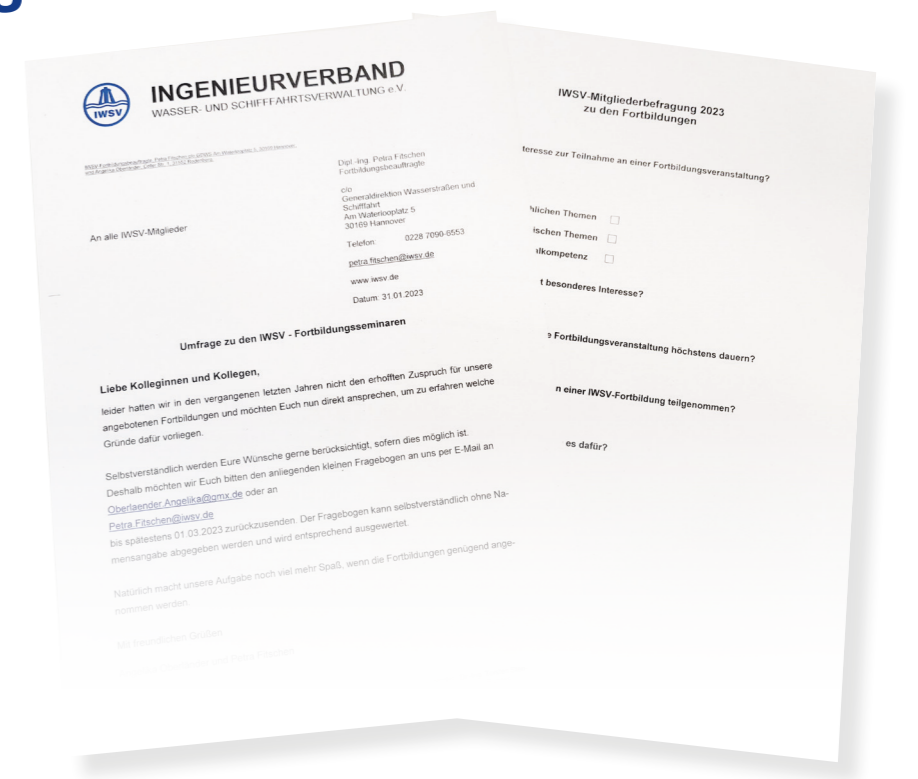 IWSV
INGENIEURVERBAND
WASSER- UND SCHIFFFAHRTSVERWALTUNG e.V.
Dipl.-Ing. Petra Fitschen
Fortbildungsbeauftragte
c/o
Generaldirektion Wasserstraßen und
Schifffahrt
Am Waterlooplatz 5
30169 Hannover
An alle IWSV-Mitglieder
Telefon: 0228 7090-6553
petra.fitschen@iwsv.de
www.iwsv.de
Datum: 31.01.2023
Umfrage zu den IWSV - Fortbildungsseminaren
Liebe Kolleginnen und Kollegen,
leider hatten wir in den vergangenen letzten Jahren nicht den erhofften Zuspruch für unsere
angebotenen Fortbildungen und möchten Euch nun direkt ansprechen, um zu erfahren welche
Gründe dafür vorliegen.
Selbstverständlich werden Eure Wünsche gerne berücksichtigt, sofern dies möglich ist.
Deshalb möchten wir Euch bitten den anliegenden kleinen Fragebogen an uns per E-Mail an
Oberlaender.Angelika@gmx.de oder an
Petra.Fitschen@iwsv.de
bis spätestens 01.03.2023 zurückzusenden. Der Fragebogen kann selbstverständlich ohne Na-
mensangabe abgegeben werden und wird entsprechend ausgewertet.
Natürlich macht unsere Aufgabe noch viel mehr Spaß, wenn die Fortbildungen genügend ange-
nommen werden.
Mit freundlichen Grüßen
IWSV-Mitgliederbefragung 2023
zu den Fortbildungen
teresse zur Teilnahme an einer Fortbildungsveranstaltung?
hlichen Themen
ischen Themen
alkompetenz
t besonderes Interesse?
e Fortbildungsveranstaltung höchstens dauern?
n einer IWSV-Fortbildung teilgenommen?
es dafür?